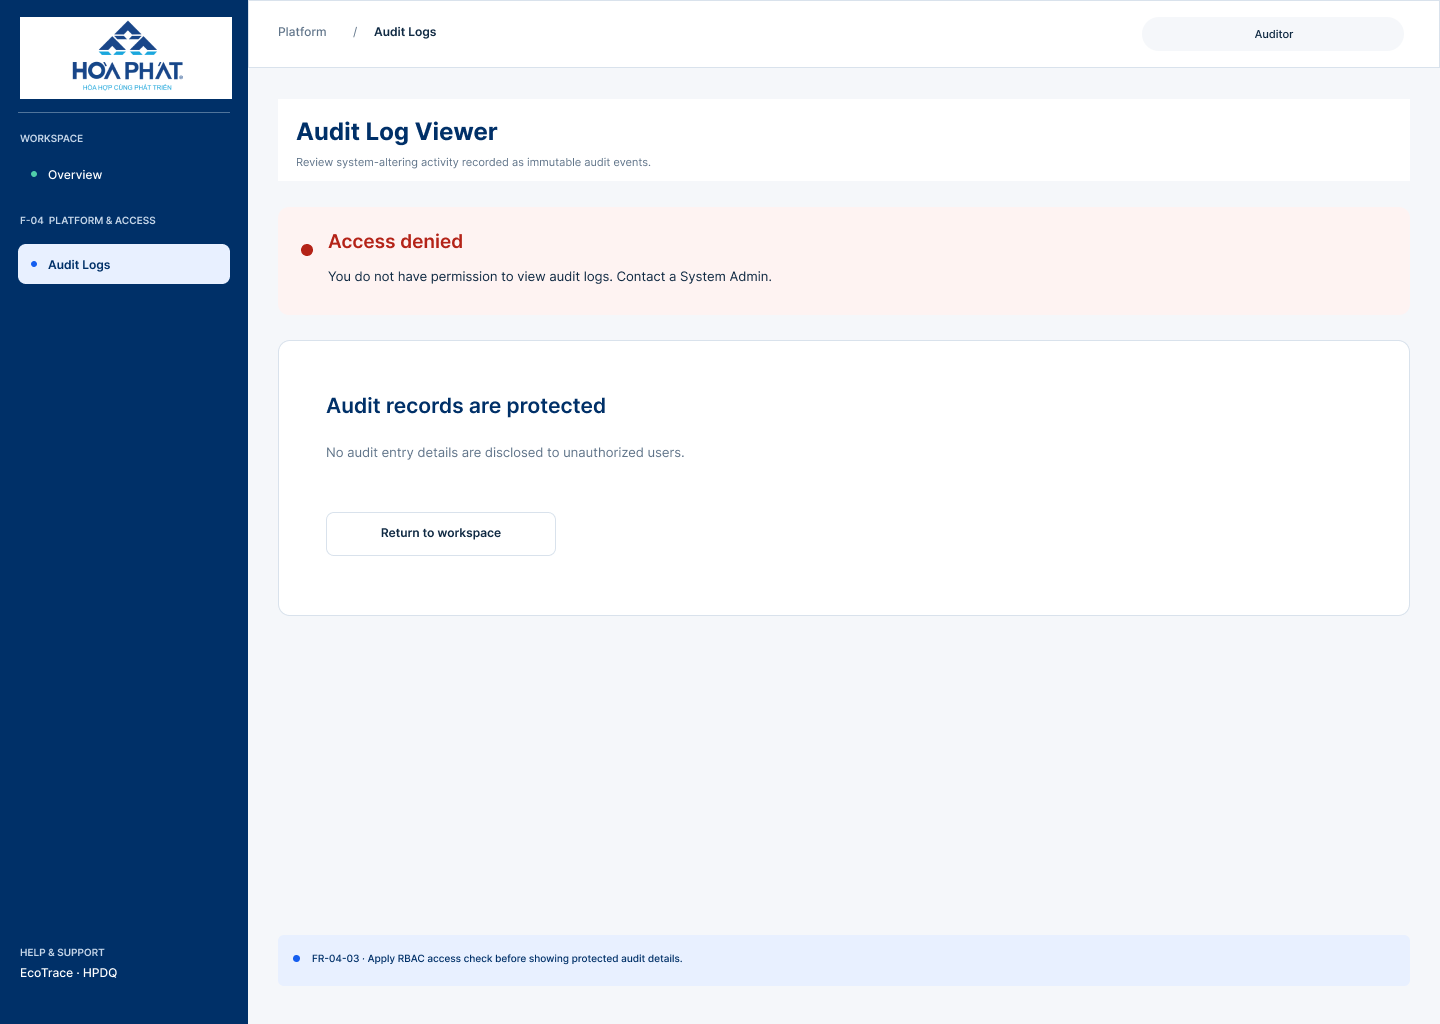 HÒA PHÁT®
HÒA HỢP CÙNG PHÁT TRIỂN
WORKSPACE
Overview
F-04 PLATFORM & ACCESS
Audit Logs
HELP & SUPPORT
EcoTrace · HPDQ
Platform / Audit Logs
Auditor
Audit Log Viewer
Review system-altering activity recorded as immutable audit events.
Access denied
You do not have permission to view audit logs. Contact a System Admin.
Audit records are protected
No audit entry details are disclosed to unauthorized users.
Return to workspace
FR-04-03 · Apply RBAC access check before showing protected audit details.